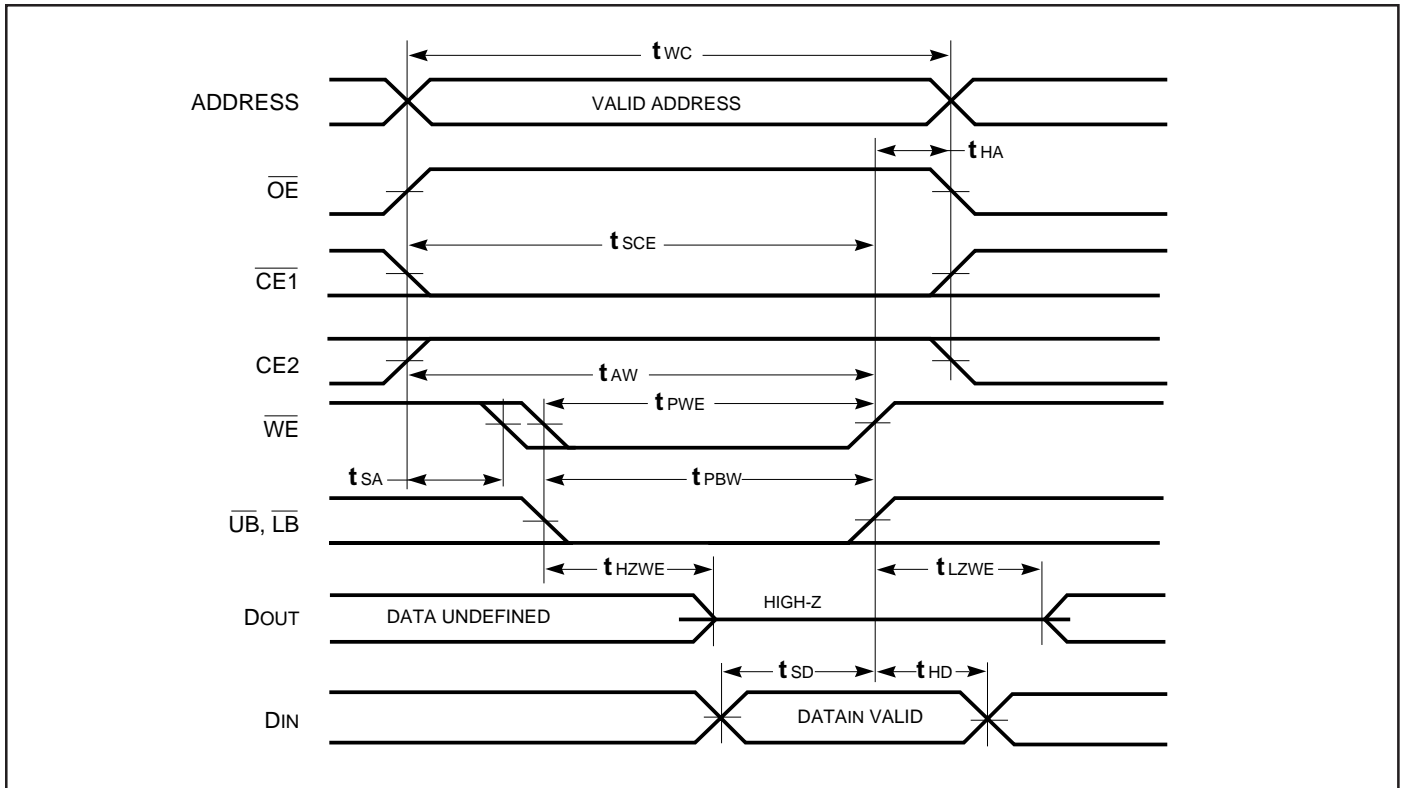 tWC
ADDRESS
VALID ADDRESS
tHA
OE
tSCE
CE1
CE2
tAW
tPWE
WE
tSA
tPBW
UB, LB
tHZWE
tLZWE
DOUT
DATA UNDEFINED
HIGH-Z
tSD
tHD
DIN
DATAIN VALID